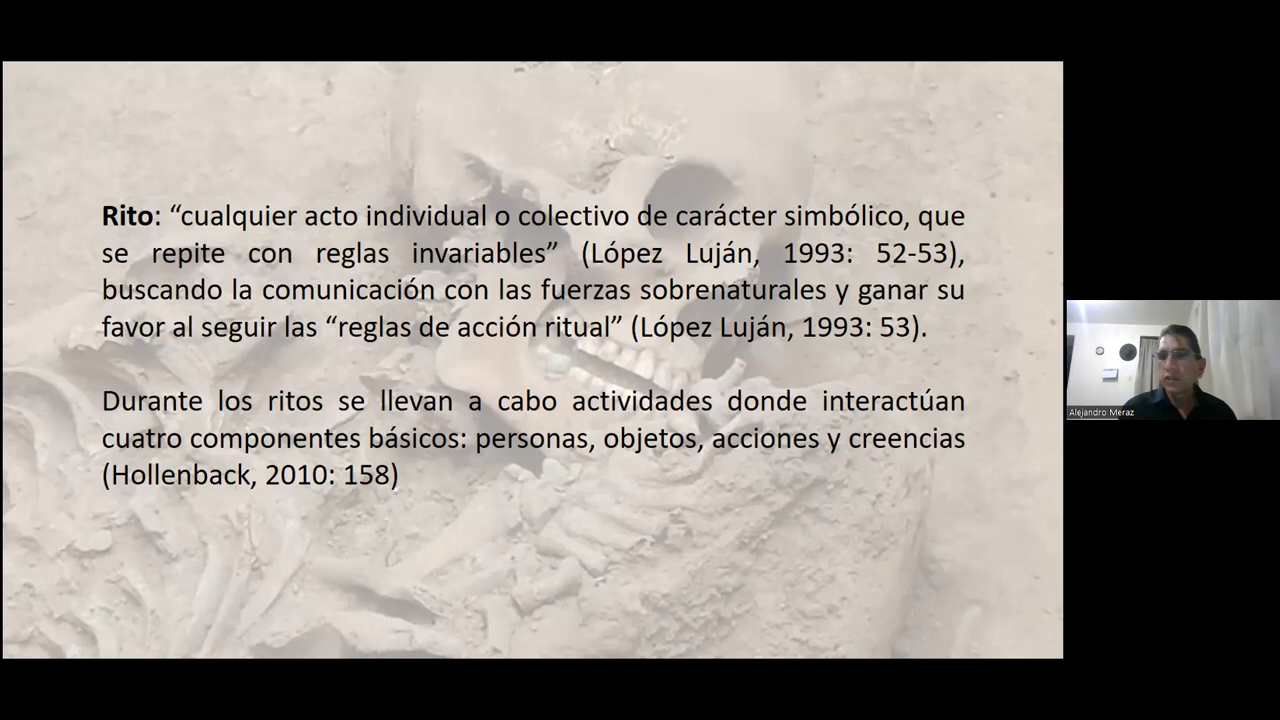 Rito: “cualquier acto individual o colectivo de carácter simbólico, que
se repite con reglas invariables” (López Luján, 1993: 52-53),
buscando la comunicación con las fuerzas sobrenaturales y ganar su
favor al seguir las “reglas de acción ritual” (López Luján, 1993: 53).
Durante los ritos se llevan a cabo actividades donde interactúan
cuatro componentes básicos: personas, objetos, acciones y creencias
(Hollenback, 2010: 158)
Alejandro Meraz